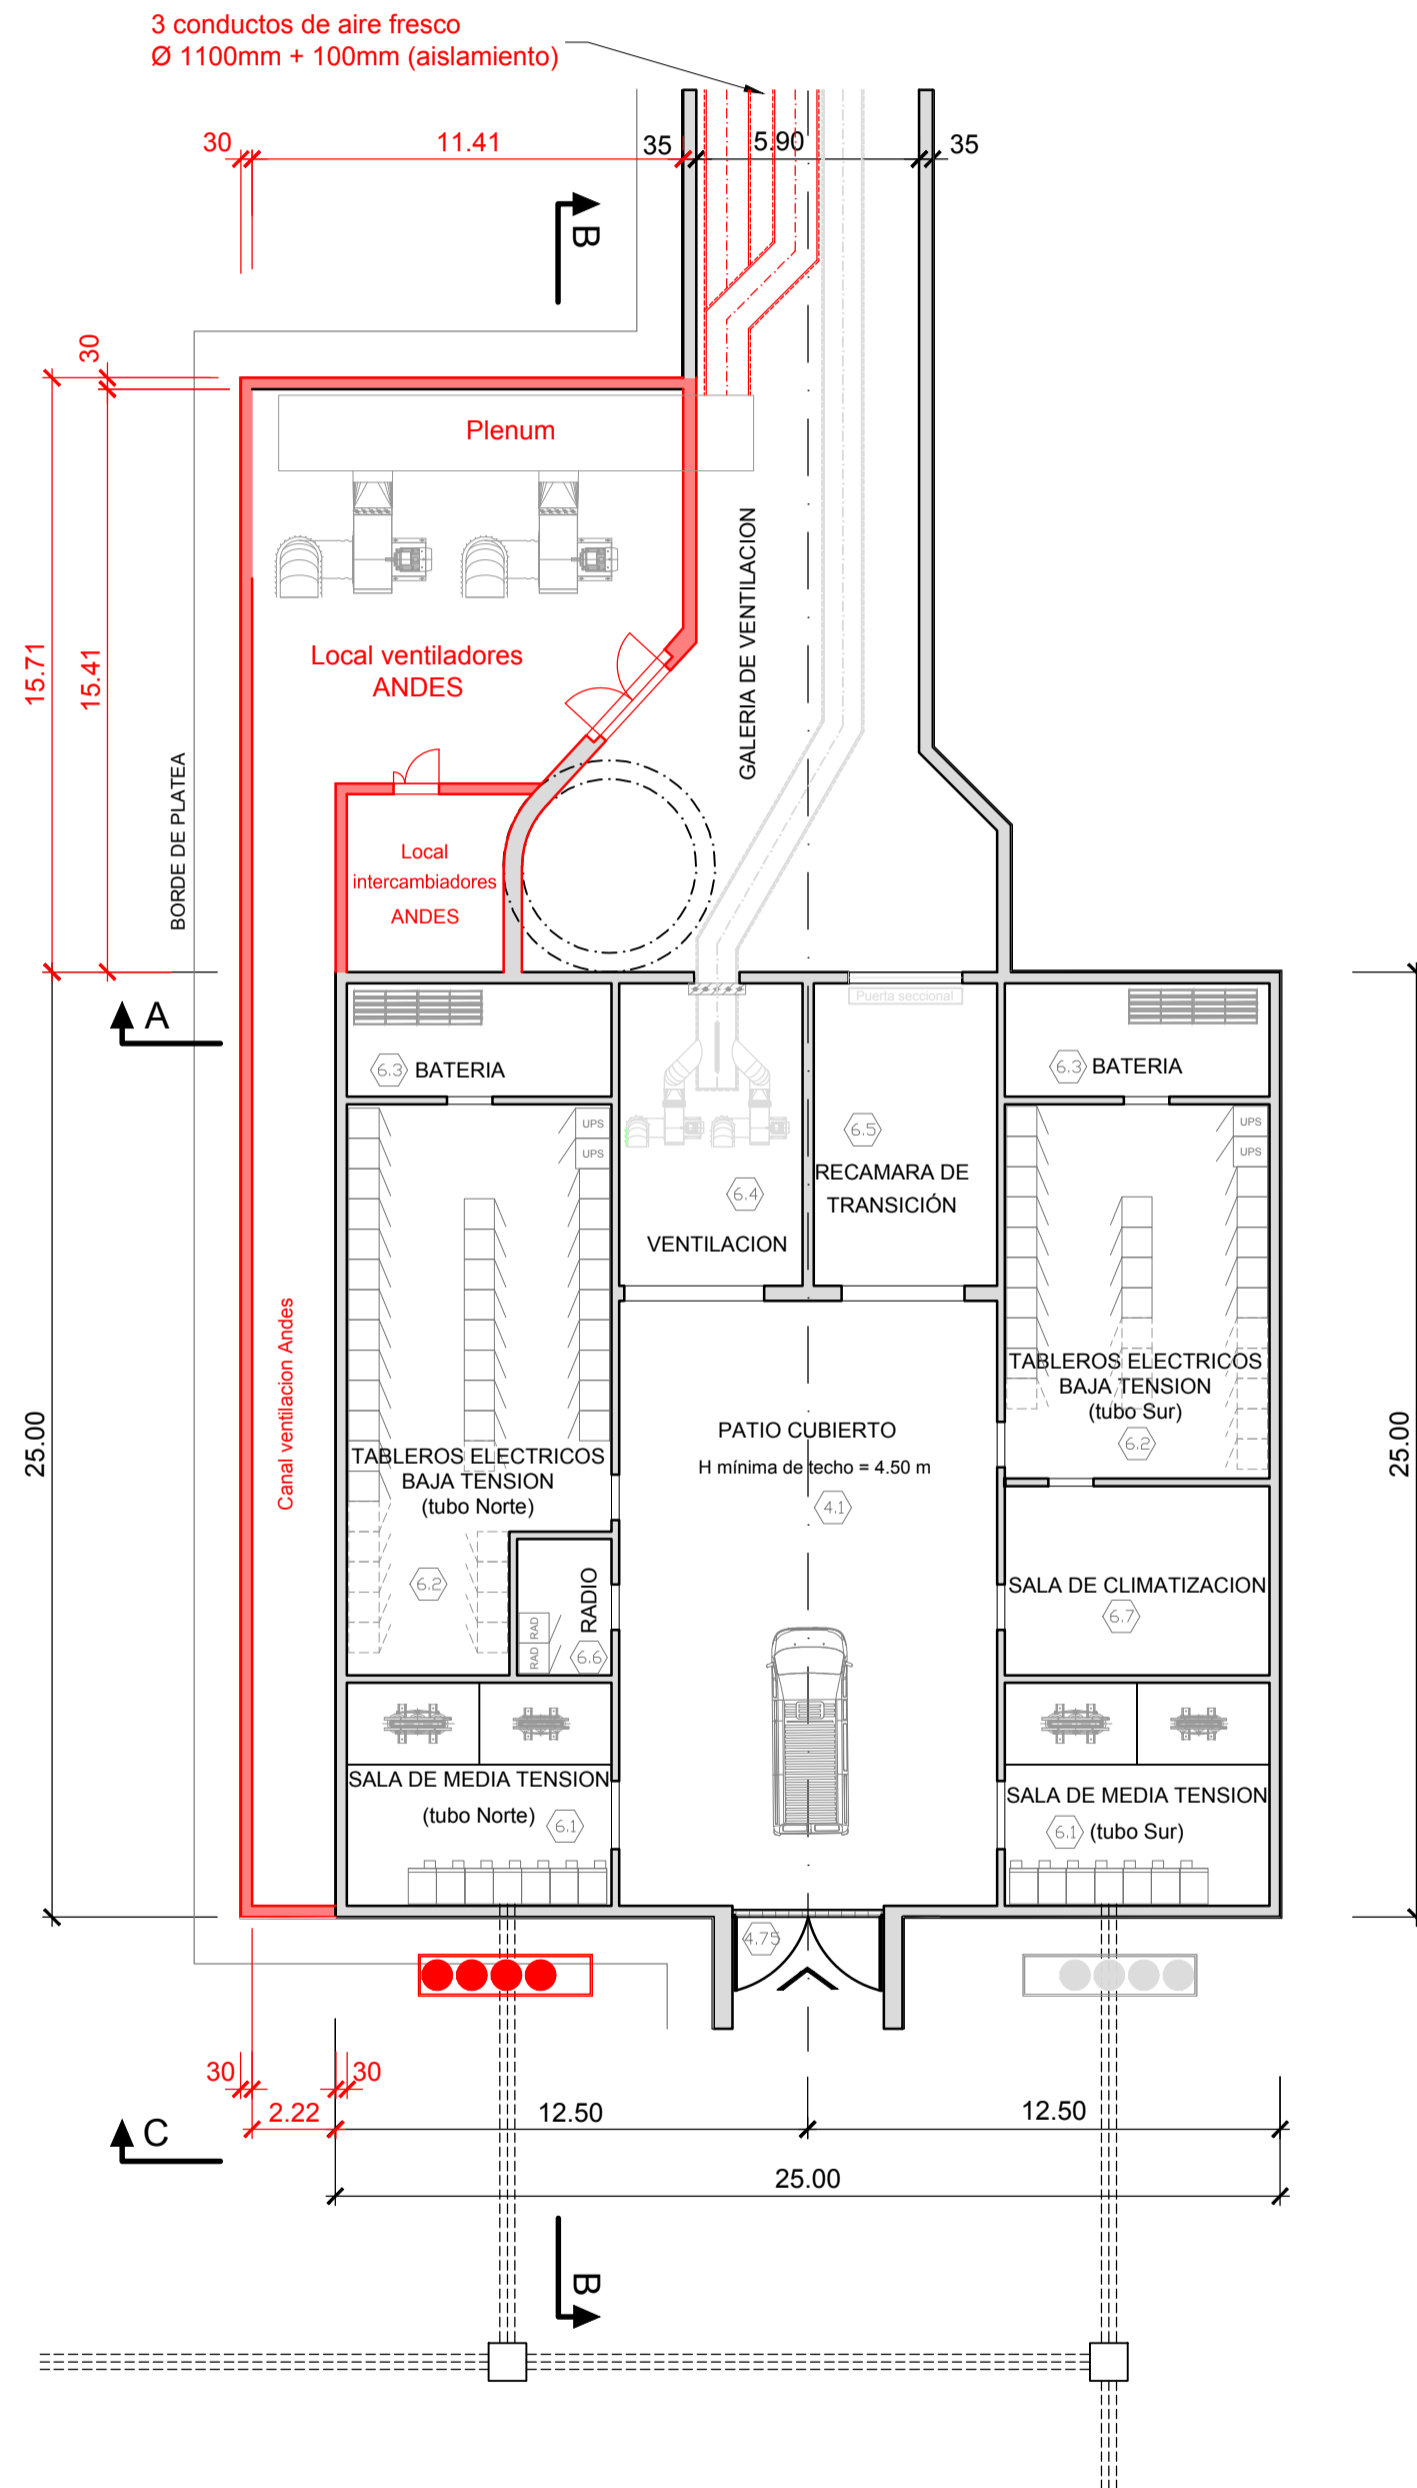 3 conductos de aire fresco
Ø 1100mm + 100mm (aislamiento)
30
11.41
35
5.90
35
B
30
Plenum
GALERIA DE VENTILACION
15.71
15.41
Local ventiladores
ANDES
BORDE DE PLATEA
Local
intercambiadores
ANDES
Puerta seccional
A
6.3
BATERIA
6.3
BATERIA
UPS
UPS
UPS
UPS
6.5
RECAMARA DE
TRANSICIÓN
6.4
VENTILACION
Canal ventilacion Andes
25.00
25.00
TABLEROS ELECTRICOS
BAJA TENSION
(tubo Sur)
6.2
PATIO CUBIERTO
H mínima de techo = 4.50 m
4.1
TABLEROS ELECTRICOS
BAJA TENSION
(tubo Norte)
6.2
RADIO
RAD
RAD
RAD
RAD
6.6
SALA DE CLIMATIZACION
6.7
SALA DE MEDIA TENSION
(tubo Norte)
6.1
SALA DE MEDIA TENSION
6.1
(tubo Sur)
4.75
30
30
2.22
12.50
12.50
C
25.00
B